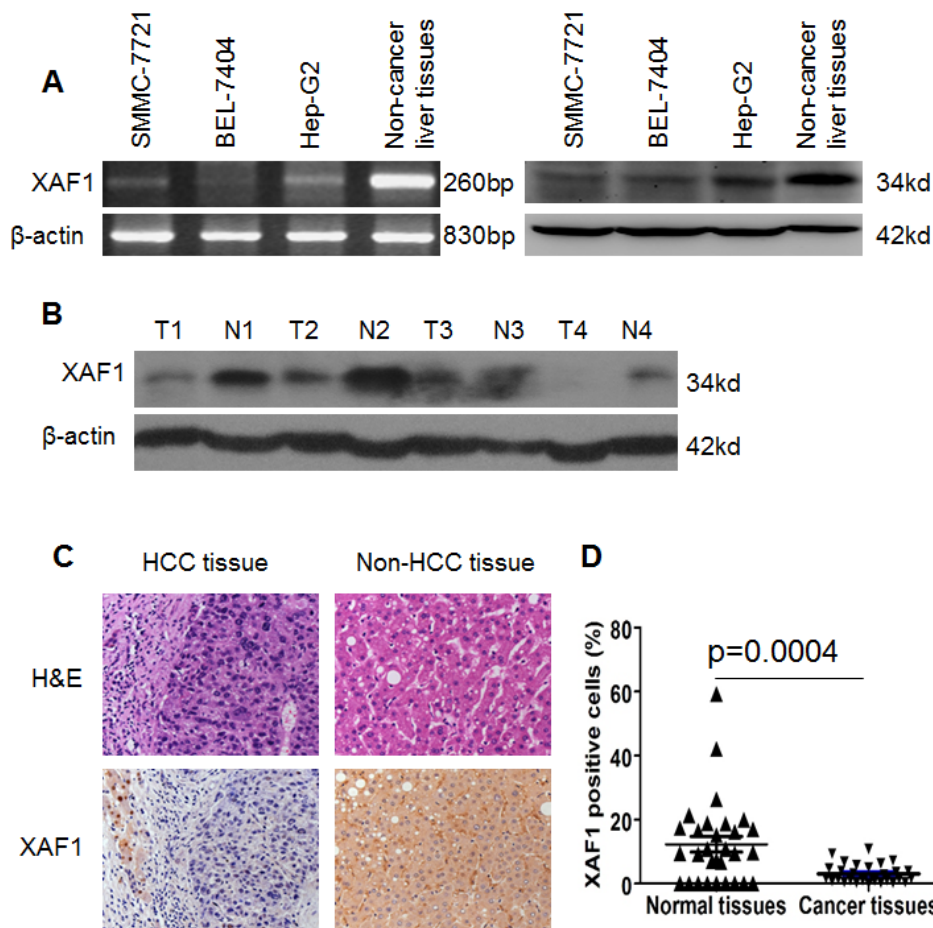 A
SMMC-7721
BEL-7404
Hep-G2
Non-cancer
liver tissues
SMMC-7721
BEL-7404
Hep-G2
Non-cancer
liver tissues
XAF1
260bp
34kd
β-actin
830bp
42kd
B
T1 N1 T2 N2 T3 N3 T4 N4
XAF1
34kd
β-actin
42kd
C
HCC tissue
Non-HCC tissue
H&E
XAF1
D
XAF1 positive cells (%)
80
60
40
20
0
p=0.0004
Normal tissues
Cancer tissues